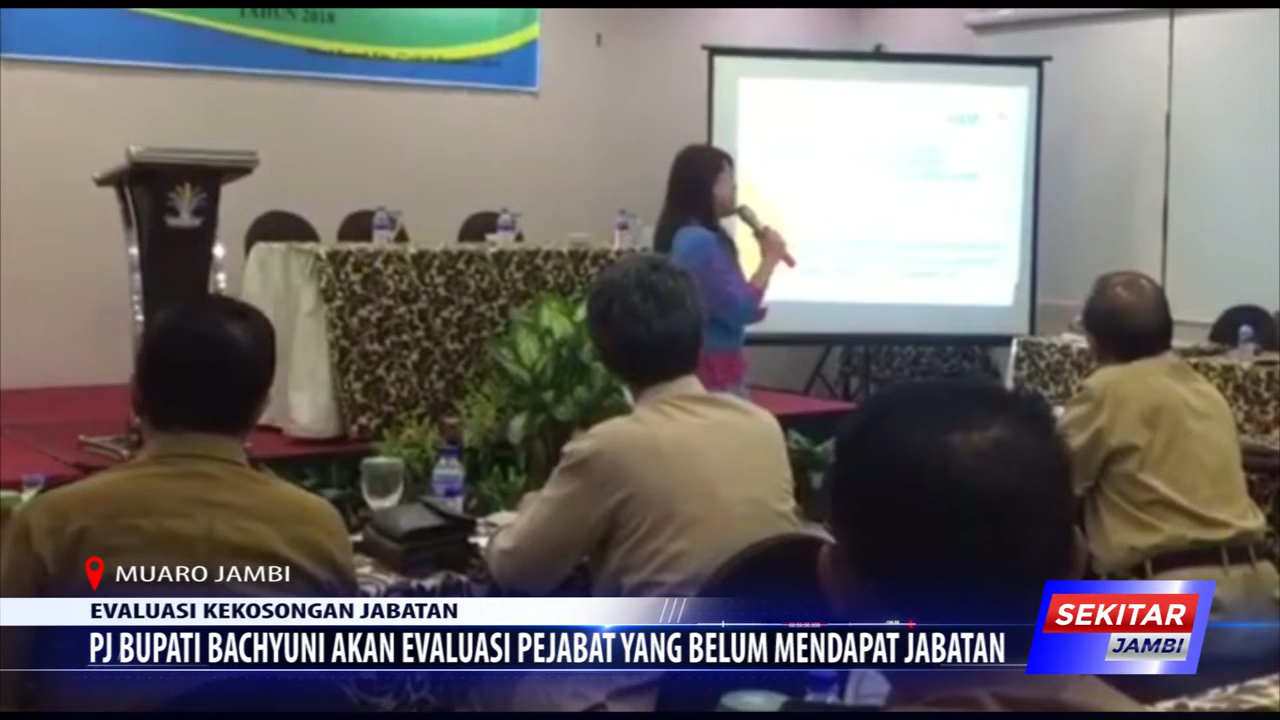 TAHUN 2018
MUARO JAMBI
EVALUASI KEKOSONGAN JABATAN
PJ BUPATI BACHYUNI AKAN EVALUASI PEJABAT YANG BELUM MENDAPAT JABATAN
SEKITAR
JAMBI